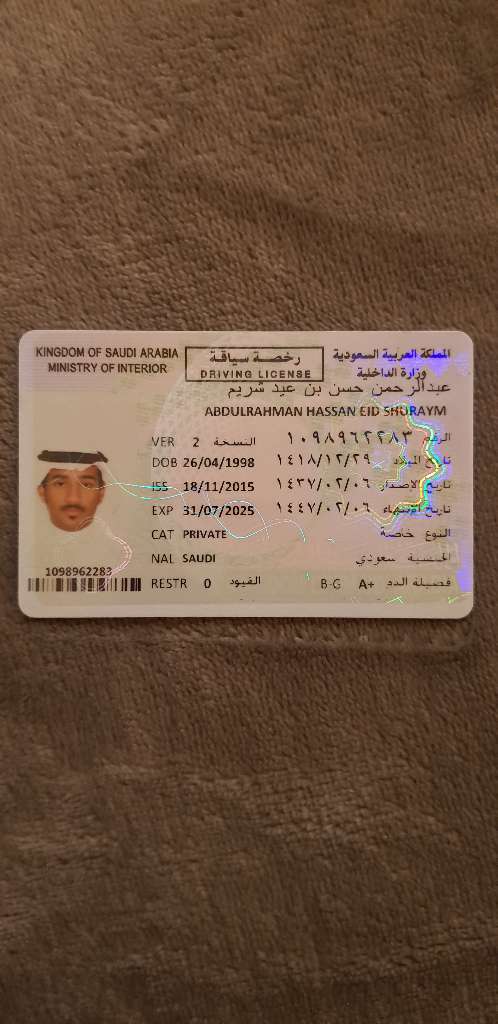 KINGDOM OF SAUDI ARABIA
MINISTRY OF INTERIOR
رخصة سياقة
DRIVING LICENSE
المملكة العربية السعودية
وزارة الداخلية
عبدالرحمن حسن بن عيد شريم
ABDULRAHMAN HASSAN EID SHURAYM
VER 2 النسخة ١٠٩٨٩٦٢٢٨٣ الرقم
DOB 26/04/1998 ١٤١٨/١٢/٢٩ تاريخ الميلاد
ISS 18/11/2015 ١٤٣٧/٠٢/٠٦ تاريخ الاصدار
EXP 31/07/2025 ١٤٤٧/٠٢/٠٦ تاريخ الانتهاء
CAT PRIVATE النوع خاصة
NAL SAUDI الجنسية سعودي
RESTR 0 القيود B-G A+ فصيلة الدم
1098962283